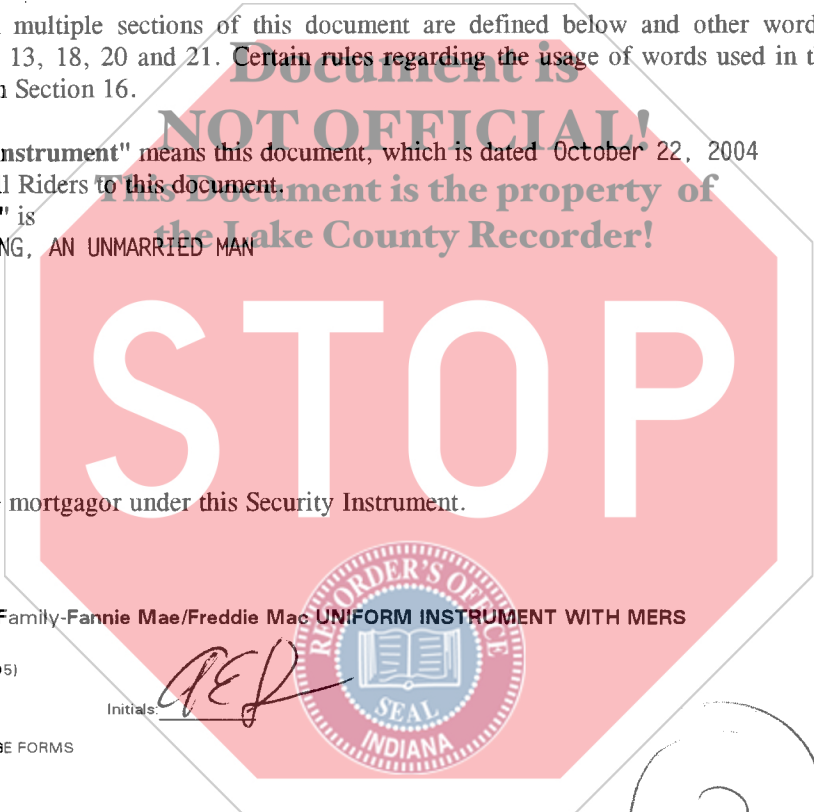 multiple sections of this document are defined below and other word
13, 18, 20 and 21. Certain rules regarding the usage of words used in t
Section 16.
Document is
NOT OFFICIAL!
This Document is the property of
the Lake County Recorder!
nstrument" means this document, which is dated October 22, 2004
l Riders to this document.
" is
NG, AN UNMARRIED MAN
STOP
mortgagor under this Security Instrument.
RECORDER'S OFFICE
SEAL
INDIANA
Family-Fannie Mae/Freddie Mac UNIFORM INSTRUMENT WITH MERS
5)
Initials:
E FORMS